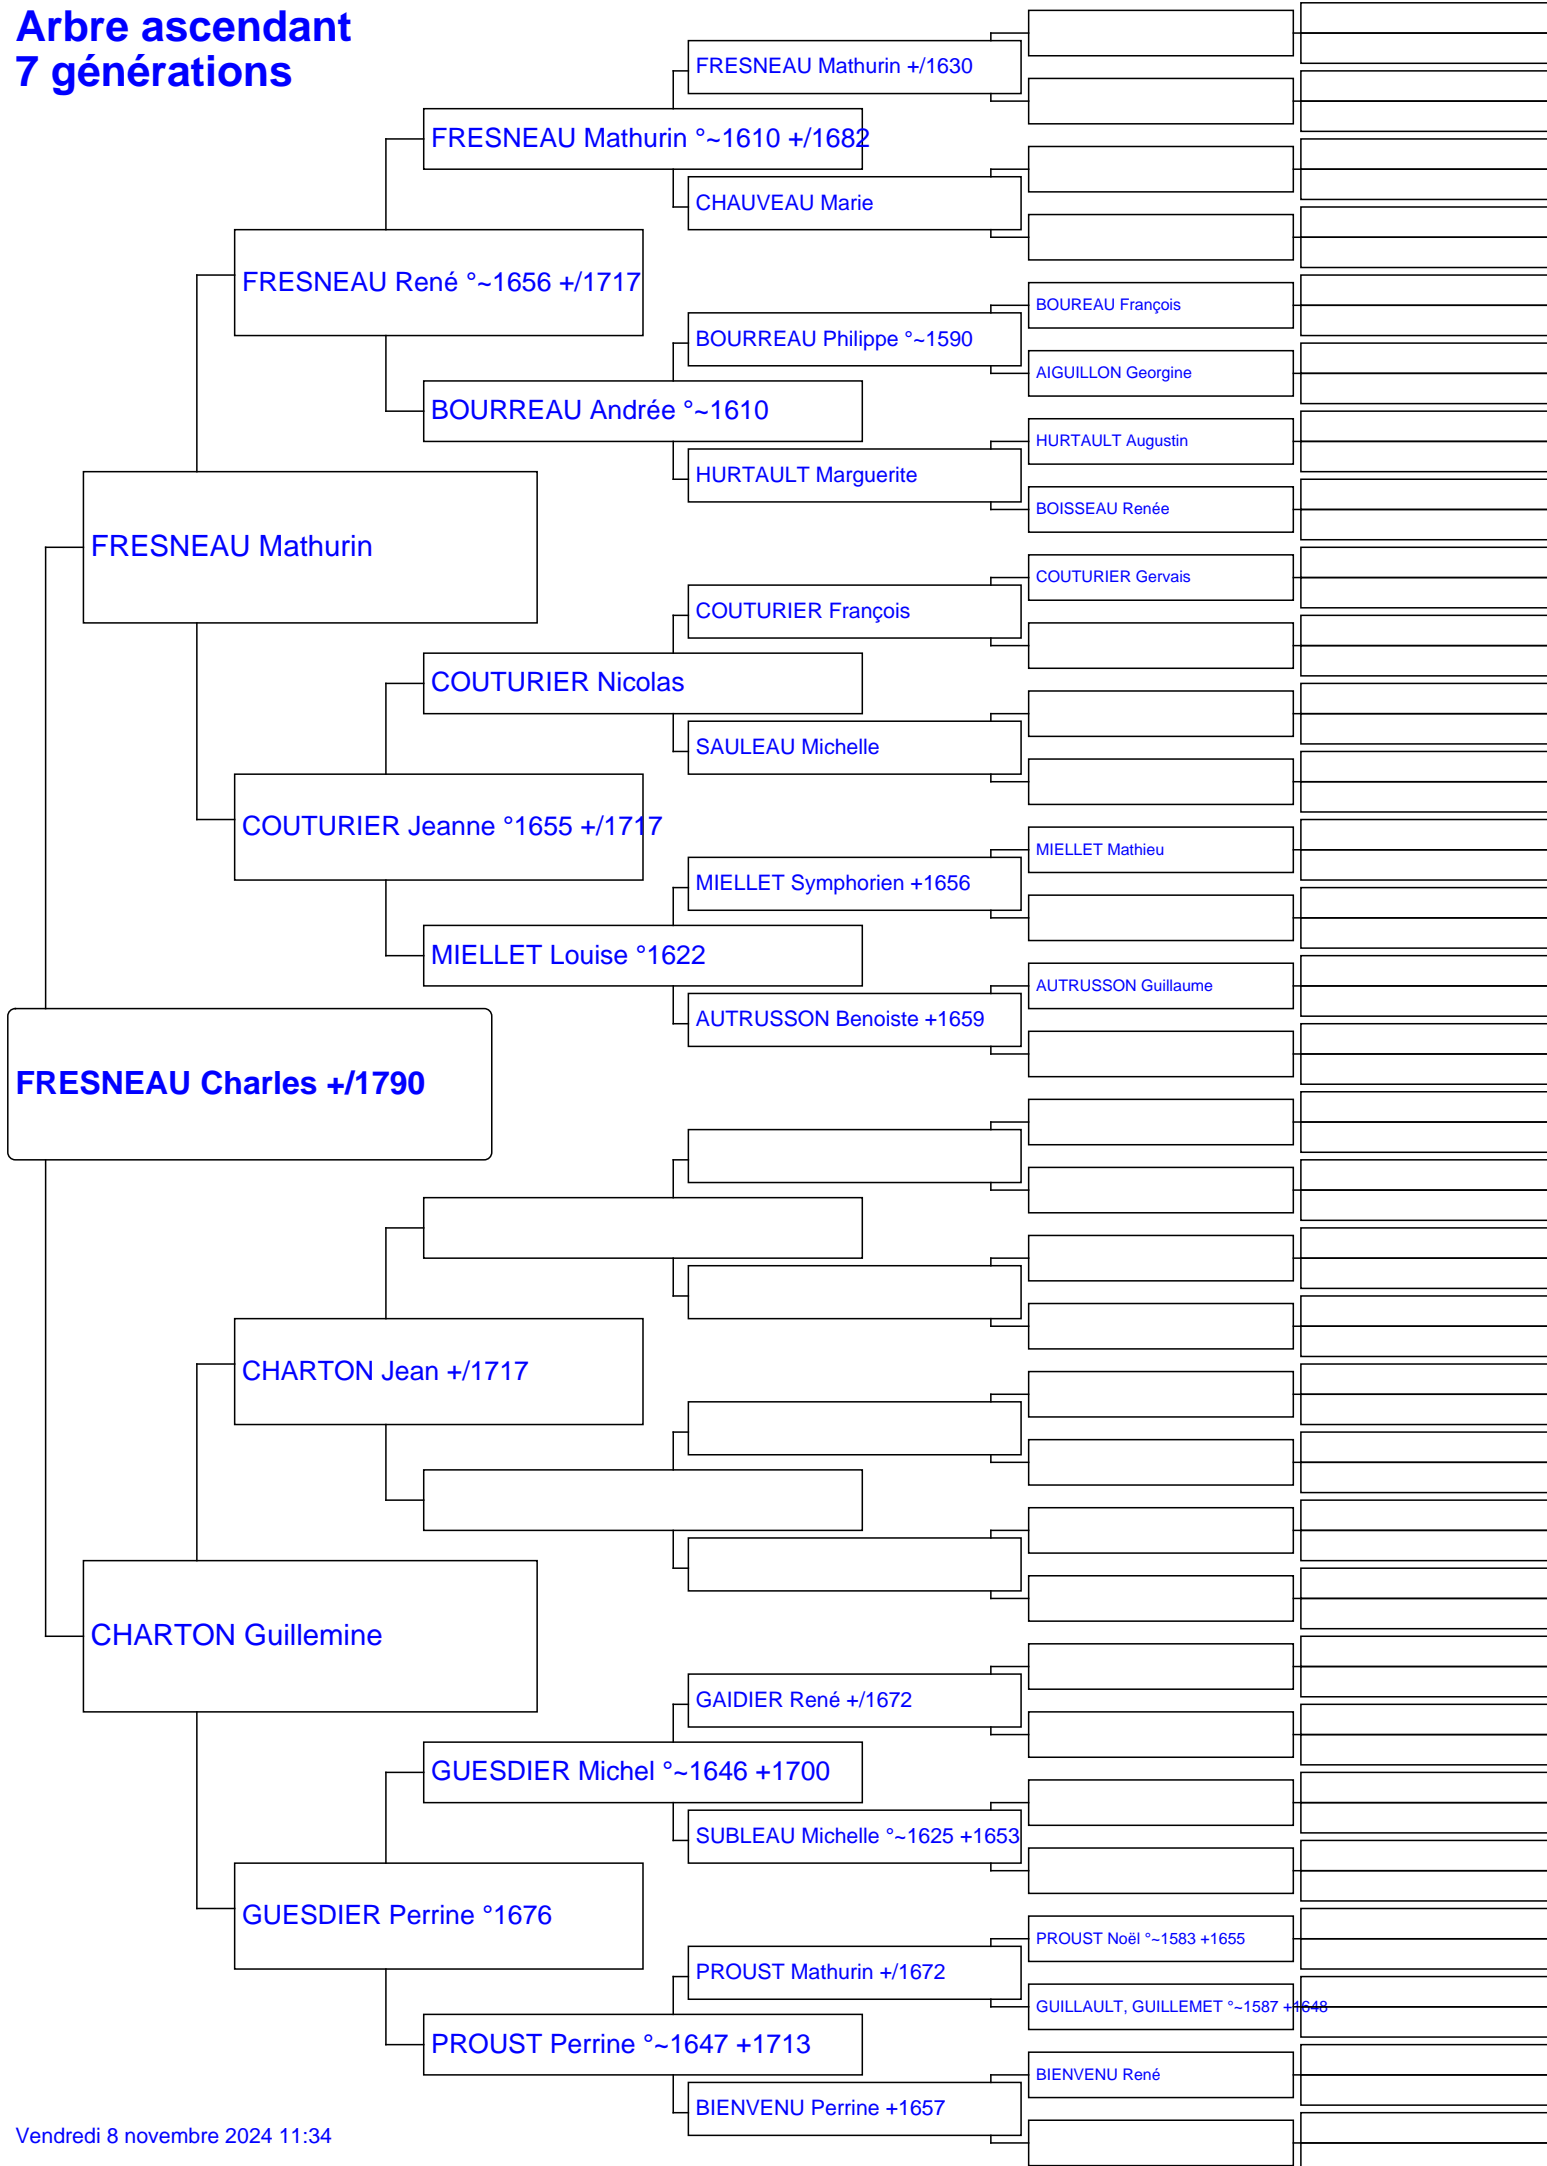 Arbre ascendant
7 générations
FRESNEAU Mathurin +/1630
FRESNEAU Mathurin °~1610 +/1682
CHAUVEAU Marie
FRESNEAU René °~1656 +/1717
BOUREAU François
BOURREAU Philippe °~1590
AIGUILLON Georgine
BOURREAU Andrée °~1610
HURTAULT Augustin
HURTAULT Marguerite
BOISSEAU Renée
FRESNEAU Mathurin
COUTURIER Gervais
COUTURIER François
COUTURIER Nicolas
SAULEAU Michelle
COUTURIER Jeanne °1655 +/1717
MIELLET Mathieu
MIELLET Symphorien +1656
MIELLET Louise °1622
AUTRUSSON Guillaume
AUTRUSSON Benoiste +1659
FRESNEAU Charles +/1790
CHARTON Jean +/1717
CHARTON Guillemine
GAIDIER René +/1672
GUESDIER Michel °~1646 +1700
SUBLEAU Michelle °~1625 +1653
GUESDIER Perrine °1676
PROUST Noël °~1583 +1655
PROUST Mathurin +/1672
GUILLAULT, GUILLEMET °~1587 +1648
PROUST Perrine °~1647 +1713
BIENVENU René
BIENVENU Perrine +1657
Vendredi 8 novembre 2024 11:34